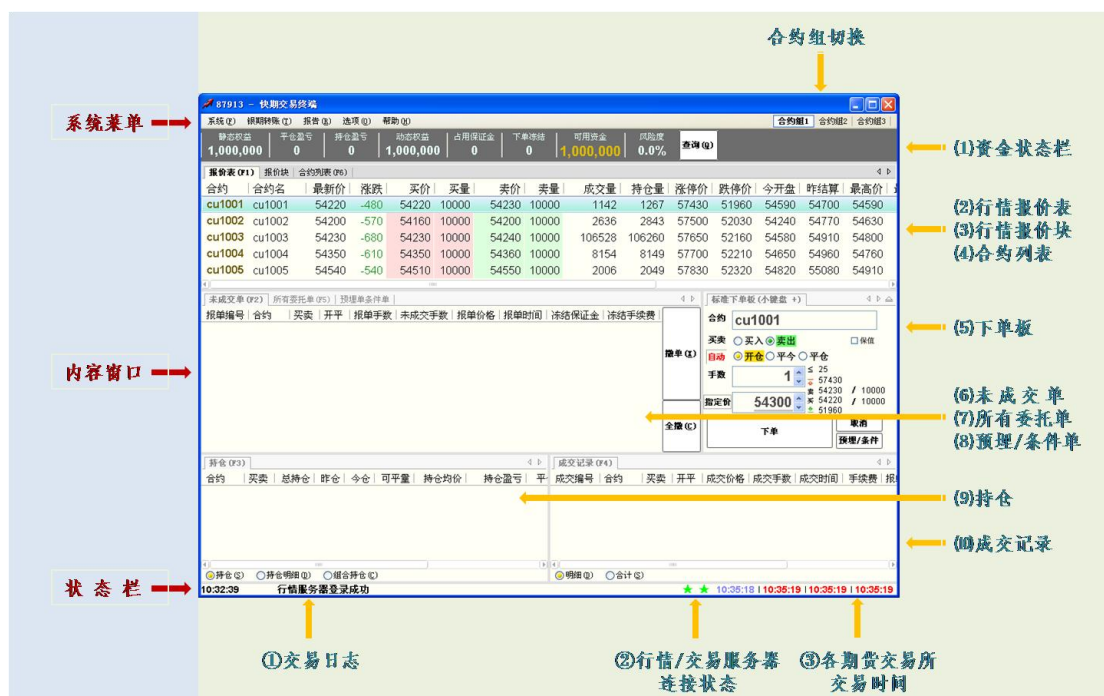 合约组切换
87913 - 快期交易终端
系统菜单
系统(Y) 银期转账(T) 报告(R) 选项(O) 帮助(H) 合约组1 合约组2 合约组3
静态权益 平仓盈亏 持仓盈亏 动态权益 占用保证金 下单冻结 可用资金 风险度
1,000,000 0 0 1,000,000 0 0 1,000,000 0.0% 查询(Q)
(1)资金状态栏
报价表(F1) 报价块 合约列表(F6)
合约 合约名 最新价 涨跌 买价 买量 卖价 卖量 成交量 持仓量 涨停价 跌停价 今开盘 昨结算 最高价
cu1001 cu1001 54220 -480 54220 10000 54230 10000 1142 1267 57430 51960 54590 54700 54590
cu1002 cu1002 54200 -570 54160 10000 54200 10000 2636 2843 57500 52030 54240 54770 54630
cu1003 cu1003 54230 -680 54230 10000 54240 10000 106528 106260 57650 52160 54580 54910 54800
cu1004 cu1004 54350 -610 54350 10000 54360 10000 8154 8149 57700 52210 54650 54960 54760
cu1005 cu1005 54540 -540 54510 10000 54550 10000 2006 2049 57830 52320 54820 55080 54910
(2)行情报价表
(3)行情报价块
(4)合约列表
未成交单(F2) 所有委托单(F5) 预埋单条件单
报单编号 合约 买卖 开平 报单手数 未成交手数 报单价格 报单时间 冻结保证金 冻结手续费
撤单(X)
全撤(C)
标准下单板(小键盘 +)
合约 cu1001
买卖 买入 卖出 保值
自动 开仓 平今 平仓
手数 1 ≤ 25
57430
卖 54230 / 10000
指定价 54300 买 54220 / 10000
51960
下单 取消
预埋/条件
(5)下单板
内容窗口
(6)未成交单
(7)所有委托单
(8)预埋/条件单
持仓(F3)
合约 买卖 总持仓 昨仓 今仓 可平量 持仓均价 持仓盈亏 平
成交记录(F4)
成交编号 合约 买卖 开平 成交价格 成交手数 成交时间 手续费 报
(9)持仓
(10)成交记录
持仓(S) 持仓明细(D) 组合持仓(C) 明细(D) 合计(S)
状态栏
10:32:39 行情服务器登录成功 10:35:18 10:35:19 10:35:19 10:35:19
①交易日志
②行情/交易服务器
连接状态
③各期货交易所
交易时间